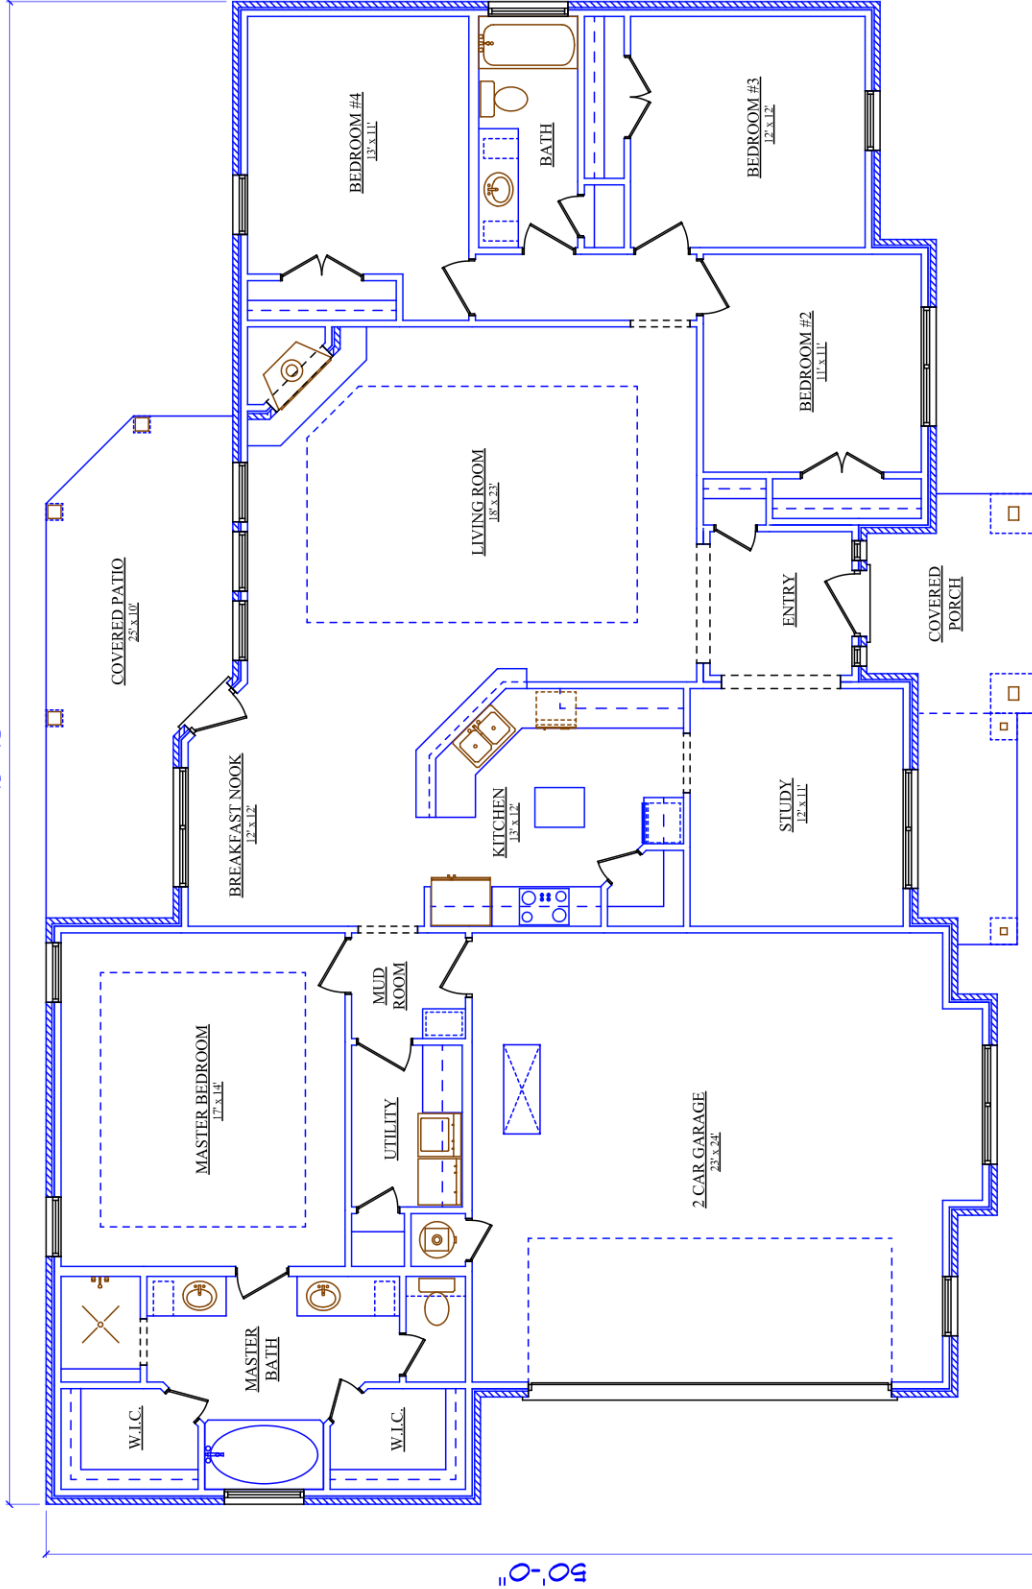 COVERED PATIO
25' x 10'
BREAKFAST NOOK
12' x 12'
MASTER BEDROOM
17' x 14'
W.I.C.
MASTER
BATH
W.I.C.
UTILITY
MUD
ROOM
KITCHEN
13' x 12'
LIVING ROOM
18' x 23'
BEDROOM #4
13' x 11'
BATH
BEDROOM #3
12' x 12'
BEDROOM #2
11' x 11'
ENTRY
COVERED
PORCH
STUDY
12' x 11'
2 CAR GARAGE
23' x 24'
50'-0"